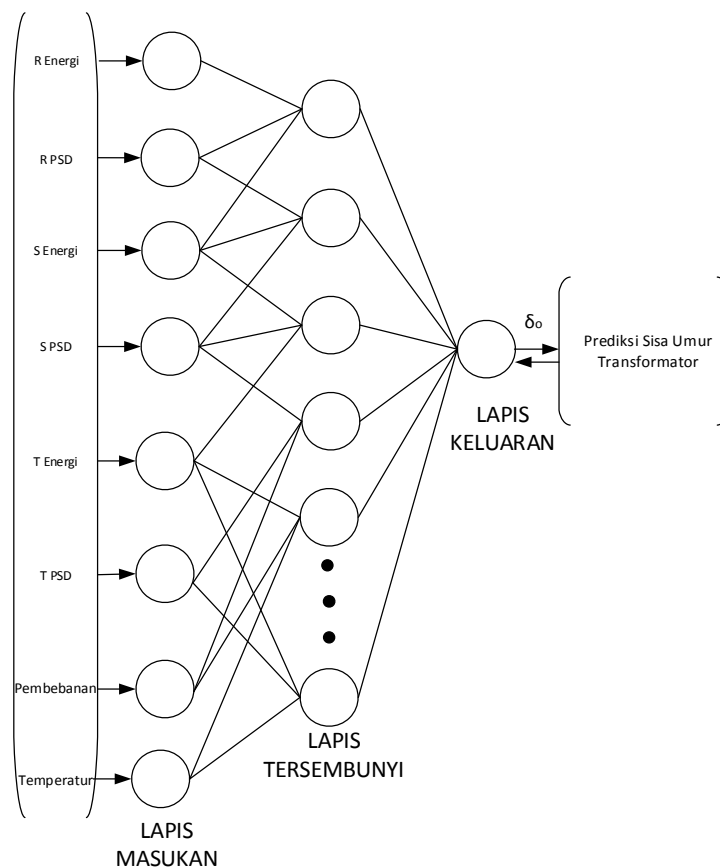 R Energi
R PSD
S Energi
S PSD
T Energi
T PSD
Pembebanan
Temperatur
LAPIS
MASUKAN
LAPIS
TERSEMBUNYI
LAPIS
KELUARAN
δo
Prediksi Sisa Umur
Transformator